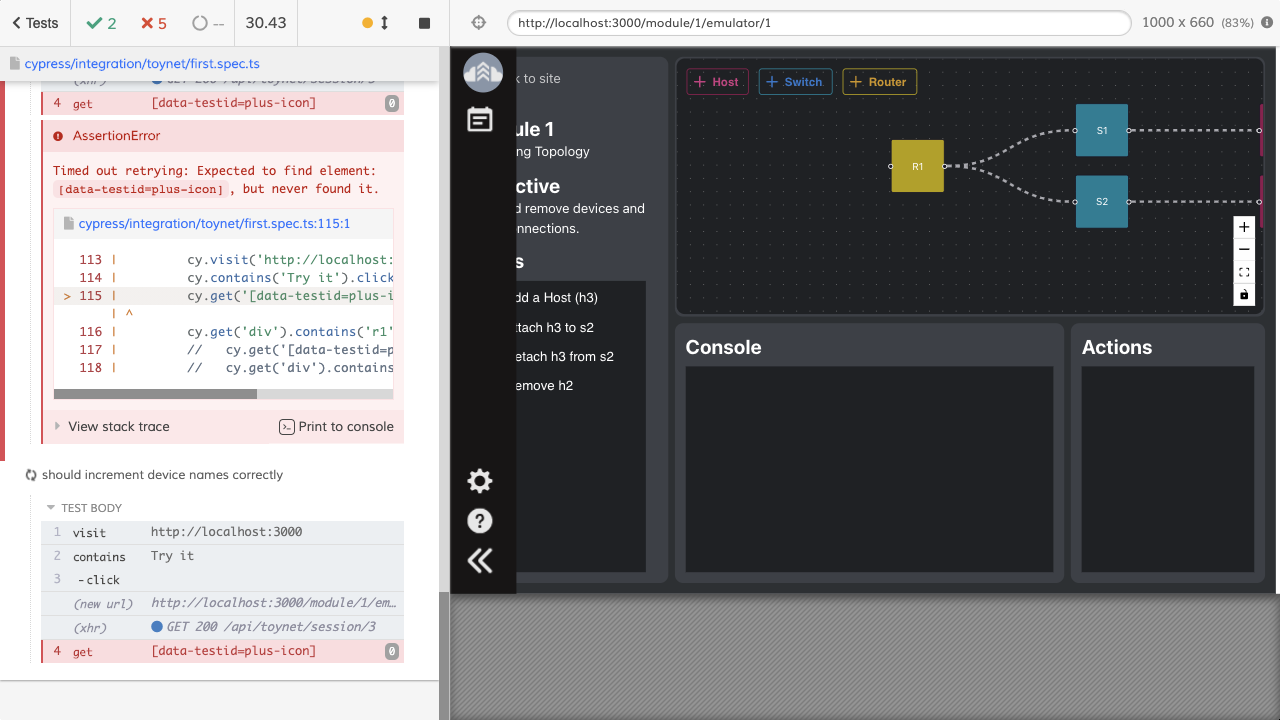 Tests
2
5
--
30.43
http://localhost:3000/module/1/emulator/1
1000 x 660 (83%)
cypress/integration/toynet/first.spec.ts
(xhr) GET 200 /api/toynet/session/3
4 get [data-testid=plus-icon] 0
AssertionError
Timed out retrying: Expected to find element:
[data-testid=plus-icon], but never found it.
cypress/integration/toynet/first.spec.ts:115:1
113 | cy.visit('http://localhost:
114 | cy.contains('Try it').click
> 115 | cy.get('[data-testid=plus-i
| ^
116 | cy.get('div').contains('r1'
117 | // cy.get('[data-testid=p
118 | // cy.get('div').contains
View stack trace
Print to console
should increment device names correctly
TEST BODY
1 visit http://localhost:3000
2 contains Try it
3 -click
(new url) http://localhost:3000/module/1/em…
(xhr) GET 200 /api/toynet/session/3
4 get [data-testid=plus-icon] 0
k to site
ule 1
ng Topology
ctive
d remove devices and
nnections.
s
dd a Host (h3)
ttach h3 to s2
etach h3 from s2
emove h2
Host
Switch
Router
R1
S1
S2
Console
Actions